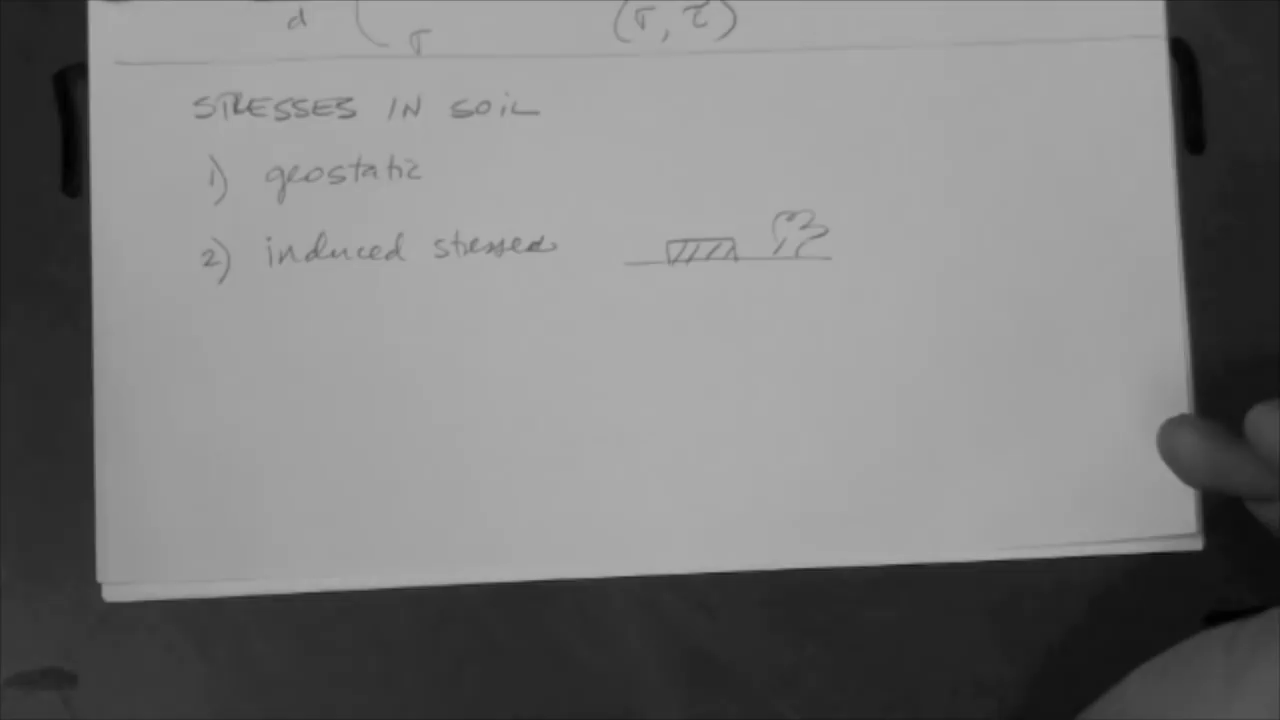 d σ (σ, τ)
STRESSES IN SOIL
1) geostatic
2) induced stresses